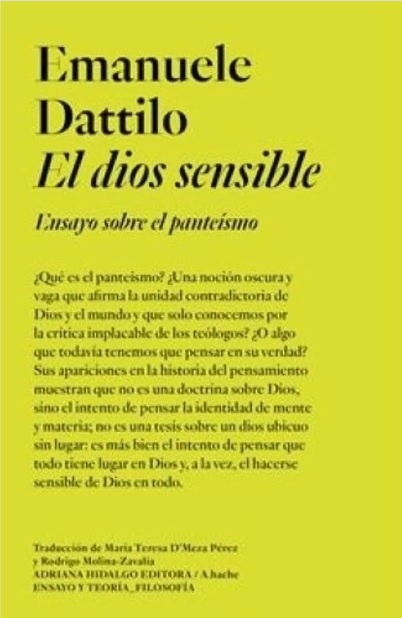 Emanuele
Dattilo
El dios sensible
Ensayo sobre el panteísmo
¿Qué es el panteísmo? ¿Una noción oscura y
vaga que afirma la unidad contradictoria de
Dios y el mundo y que solo conocemos por
la crítica implacable de los teólogos? ¿O algo
que todavía tenemos que pensar en su verdad?
Sus apariciones en la historia del pensamiento
muestran que no es una doctrina sobre Dios,
sino el intento de pensar la identidad de mente
y materia; no es una tesis sobre un dios ubicuo
sin lugar: es más bien el intento de pensar que
todo tiene lugar en Dios y, a la vez, el hacerse
sensible de Dios en todo.
Traducción de María Teresa D'Meza Pérez
y Rodrigo Molina-Zavalía
ADRIANA HIDALGO EDITORA / A.hache
ENSAYO Y TEORÍA_FILOSOFÍA